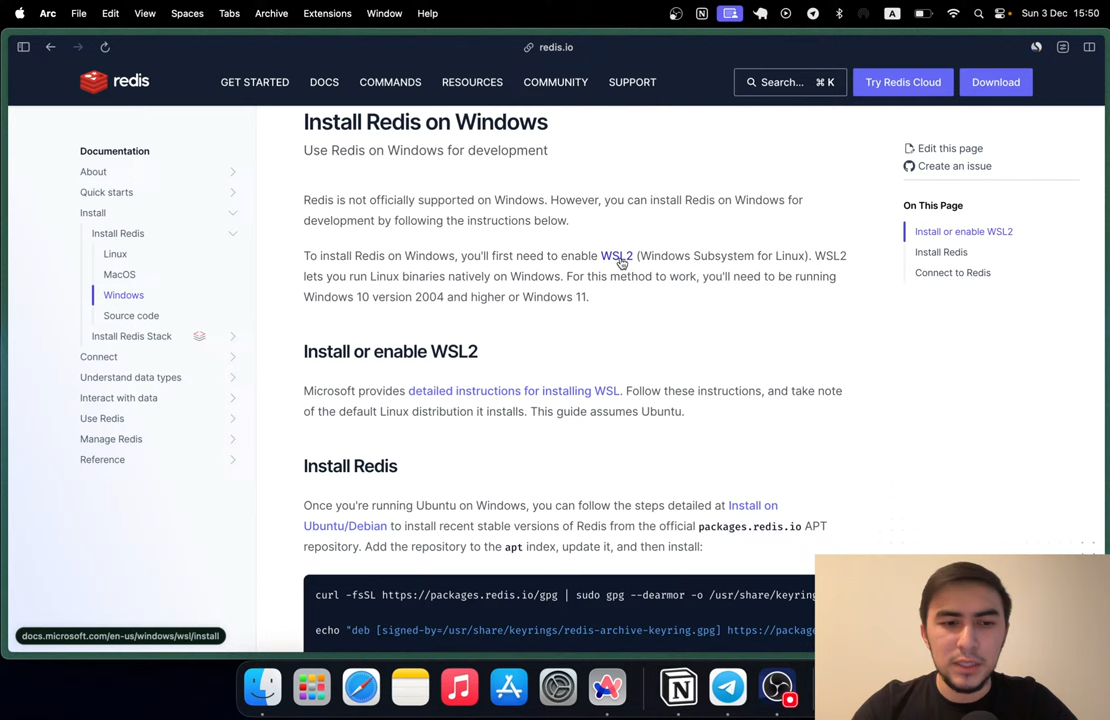 Arc File Edit View Spaces Tabs Archive Extensions Window Help
A
Sun 3 Dec 15:50
redis.io
redis
GET STARTED DOCS COMMANDS RESOURCES COMMUNITY SUPPORT
Search... ⌘ K
Try Redis Cloud
Download
Documentation
About
Quick starts
Install
Install Redis
Linux
MacOS
Windows
Source code
Install Redis Stack
Connect
Understand data types
Interact with data
Use Redis
Manage Redis
Reference
Install Redis on Windows
Use Redis on Windows for development
Redis is not officially supported on Windows. However, you can install Redis on Windows for
development by following the instructions below.
To install Redis on Windows, you'll first need to enable WSL2 (Windows Subsystem for Linux). WSL2
lets you run Linux binaries natively on Windows. For this method to work, you'll need to be running
Windows 10 version 2004 and higher or Windows 11.
Install or enable WSL2
Microsoft provides detailed instructions for installing WSL. Follow these instructions, and take note
of the default Linux distribution it installs. This guide assumes Ubuntu.
Install Redis
Once you're running Ubuntu on Windows, you can follow the steps detailed at Install on
Ubuntu/Debian to install recent stable versions of Redis from the official packages.redis.io APT
repository. Add the repository to the apt index, update it, and then install:
curl -fsSL https://packages.redis.io/gpg | sudo gpg --dearmor -o /usr/share/keyring
echo "deb [signed-by=/usr/share/keyrings/redis-archive-keyring.gpg] https://package
Edit this page
Create an issue
On This Page
Install or enable WSL2
Install Redis
Connect to Redis
docs.microsoft.com/en-us/windows/wsl/install